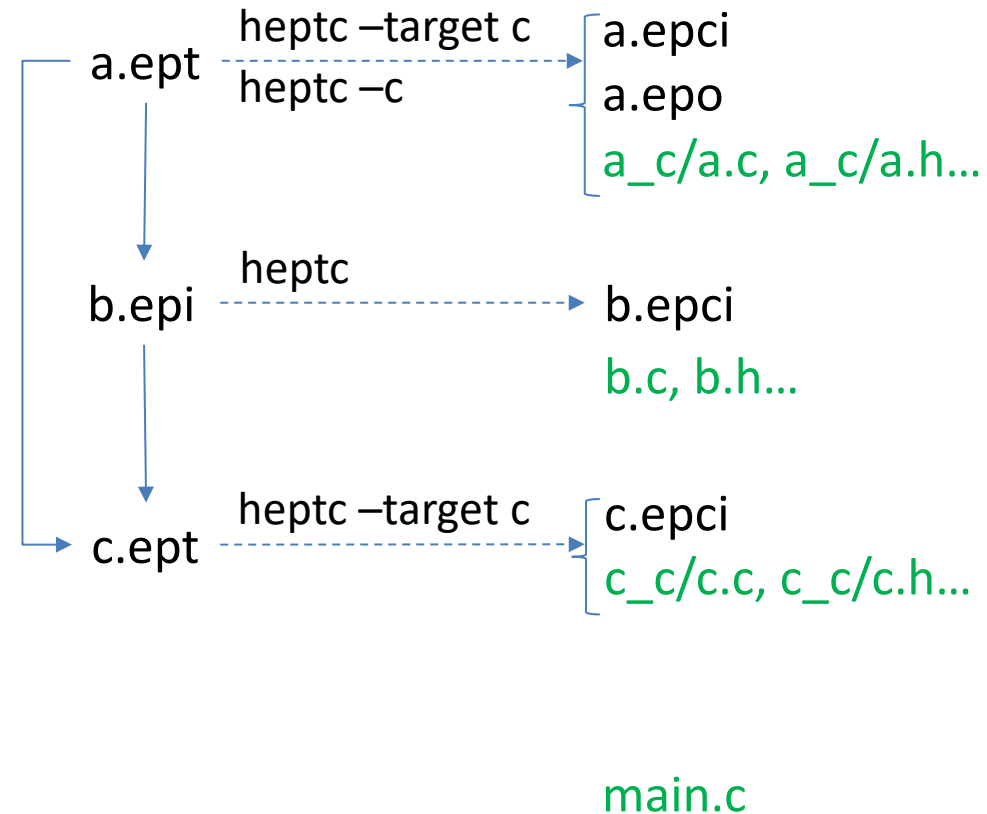 heptc –target c
a.ept
heptc –c
a.epci
a.epo
a_c/a.c, a_c/a.h...
heptc
b.epi
b.epci
b.c, b.h...
heptc –target c
c.ept
c.epci
c_c/c.c, c_c/c.h...
main.c